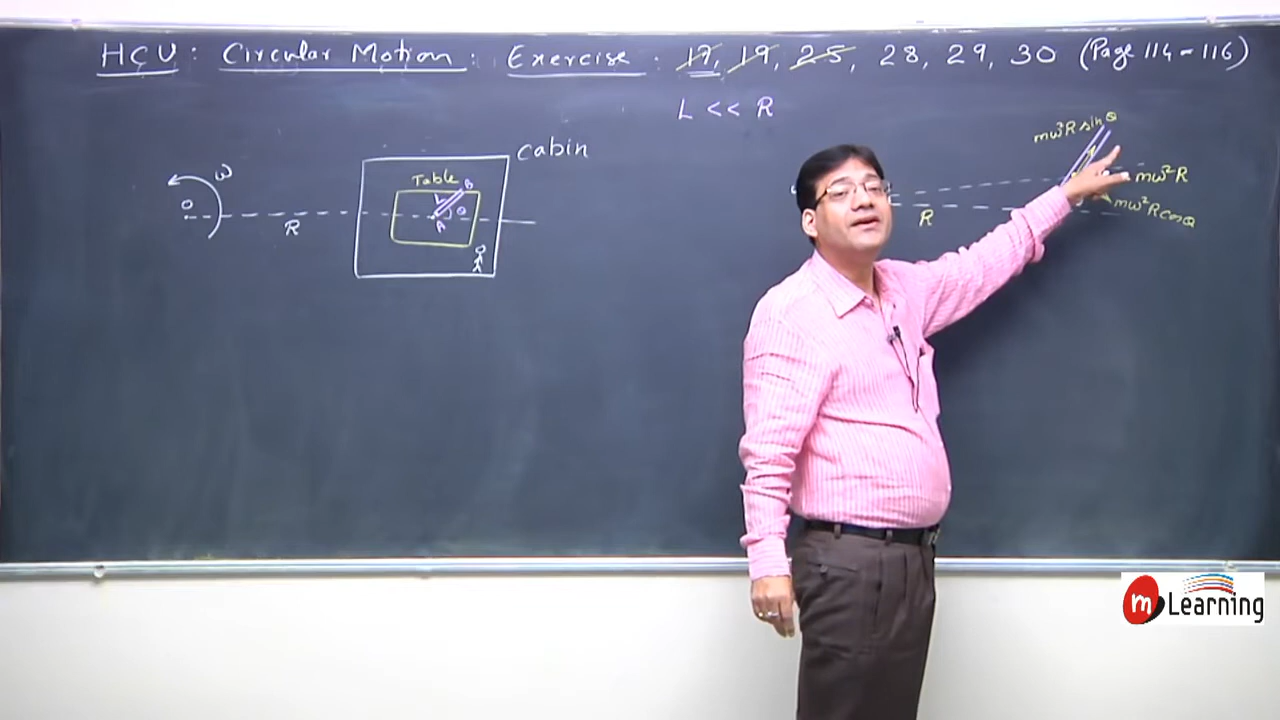 HCV : Circular Motion : Exercise : 17, 19, 25, 28, 29, 30 (Page 114 - 116)
L << R
Cabin
Table
ω
O
R
L
B
θ
A
mω²R sinθ
mω²R
mω²R cosθ
R
m Learning